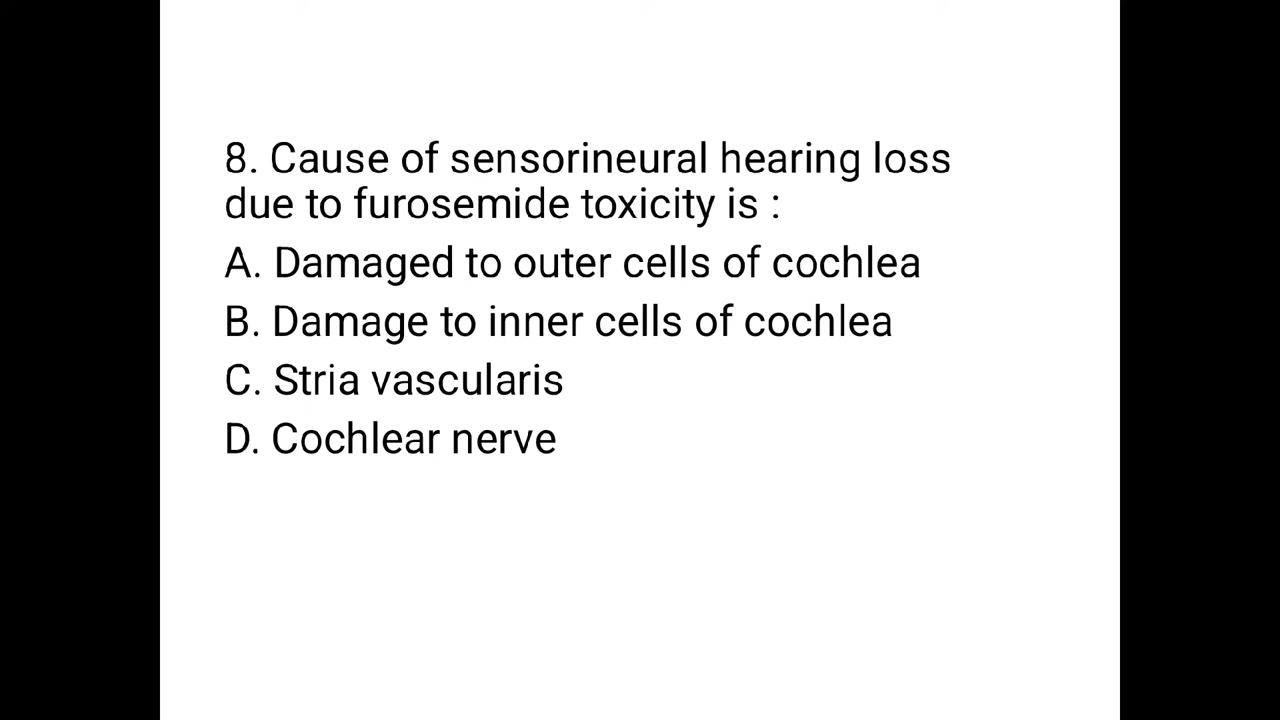 8. Cause of sensorineural hearing loss
due to furosemide toxicity is :
A. Damaged to outer cells of cochlea
B. Damage to inner cells of cochlea
C. Stria vascularis
D. Cochlear nerve